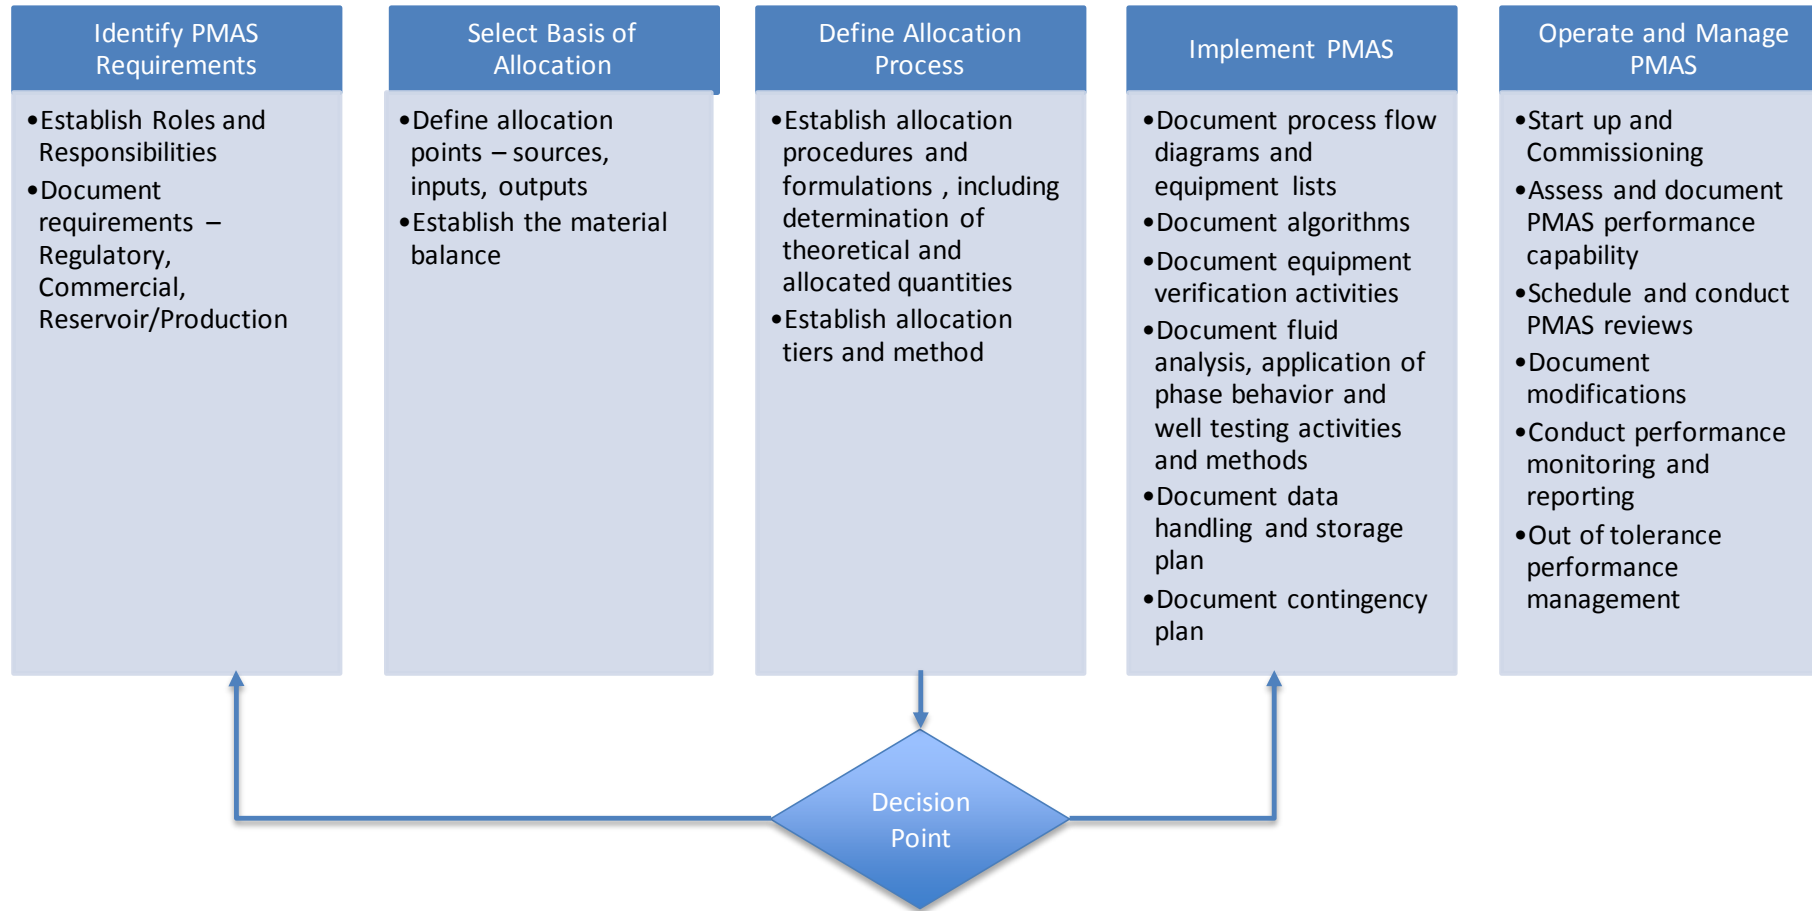 Identify PMAS
Requirements
•Establish Roles and
Responsibilities
•Document
requirements –
Regulatory,
Commercial,
Reservoir/Production
Select Basis of
Allocation
•Define allocation
points – sources,
inputs, outputs
•Establish the material
balance
Define Allocation
Process
•Establish allocation
procedures and
formulations , including
determination of
theoretical and
allocated quantities
•Establish allocation
tiers and method
Implement PMAS
•Document process flow
diagrams and
equipment lists
•Document algorithms
•Document equipment
verification activities
•Document fluid
analysis, application of
phase behavior and
well testing activities
and methods
•Document data
handling and storage
plan
•Document contingency
plan
Operate and Manage
PMAS
•Start up and
Commissioning
•Assess and document
PMAS performance
capability
•Schedule and conduct
PMAS reviews
•Document
modifications
•Conduct performance
monitoring and
reporting
•Out of tolerance
performance
management
Decision
Point